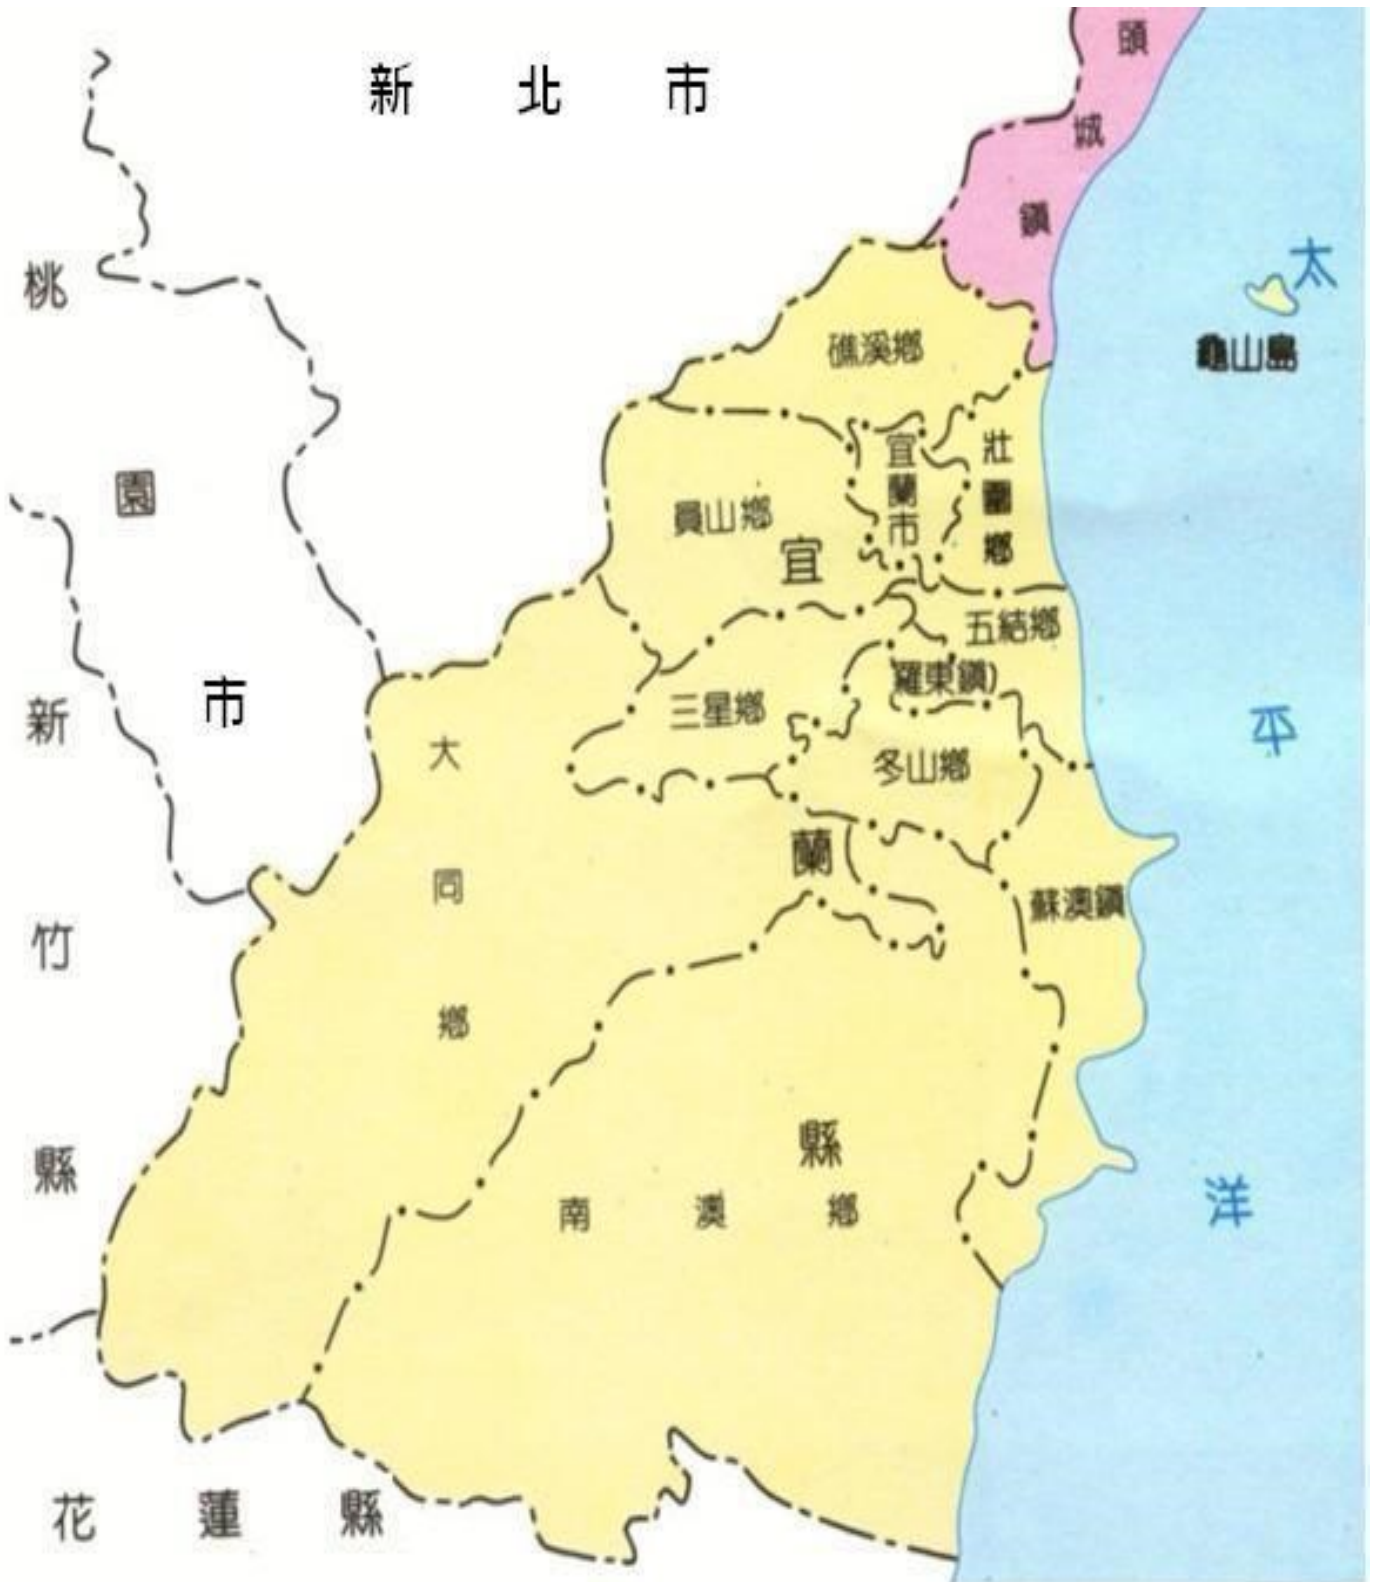 新北市
頭城鎮
桃園市
太平洋
龜山島
礁溪鄉
宜蘭市
壯圍鄉
員山鄉
宜蘭縣
五結鄉
羅東鎮)
三星鄉
冬山鄉
大同鄉
蘇澳鎮
新竹縣
南澳鄉
花蓮縣